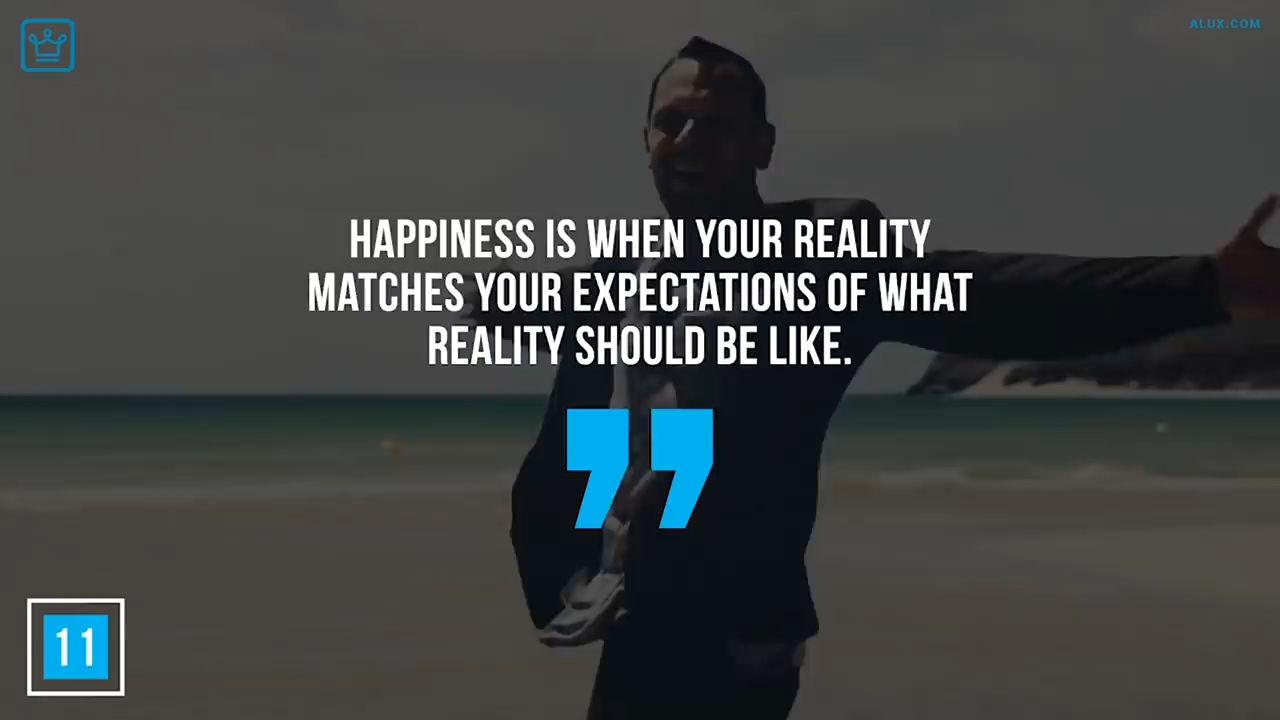 ALUX.COM
HAPPINESS IS WHEN YOUR REALITY
MATCHES YOUR EXPECTATIONS OF WHAT
REALITY SHOULD BE LIKE.
”
11